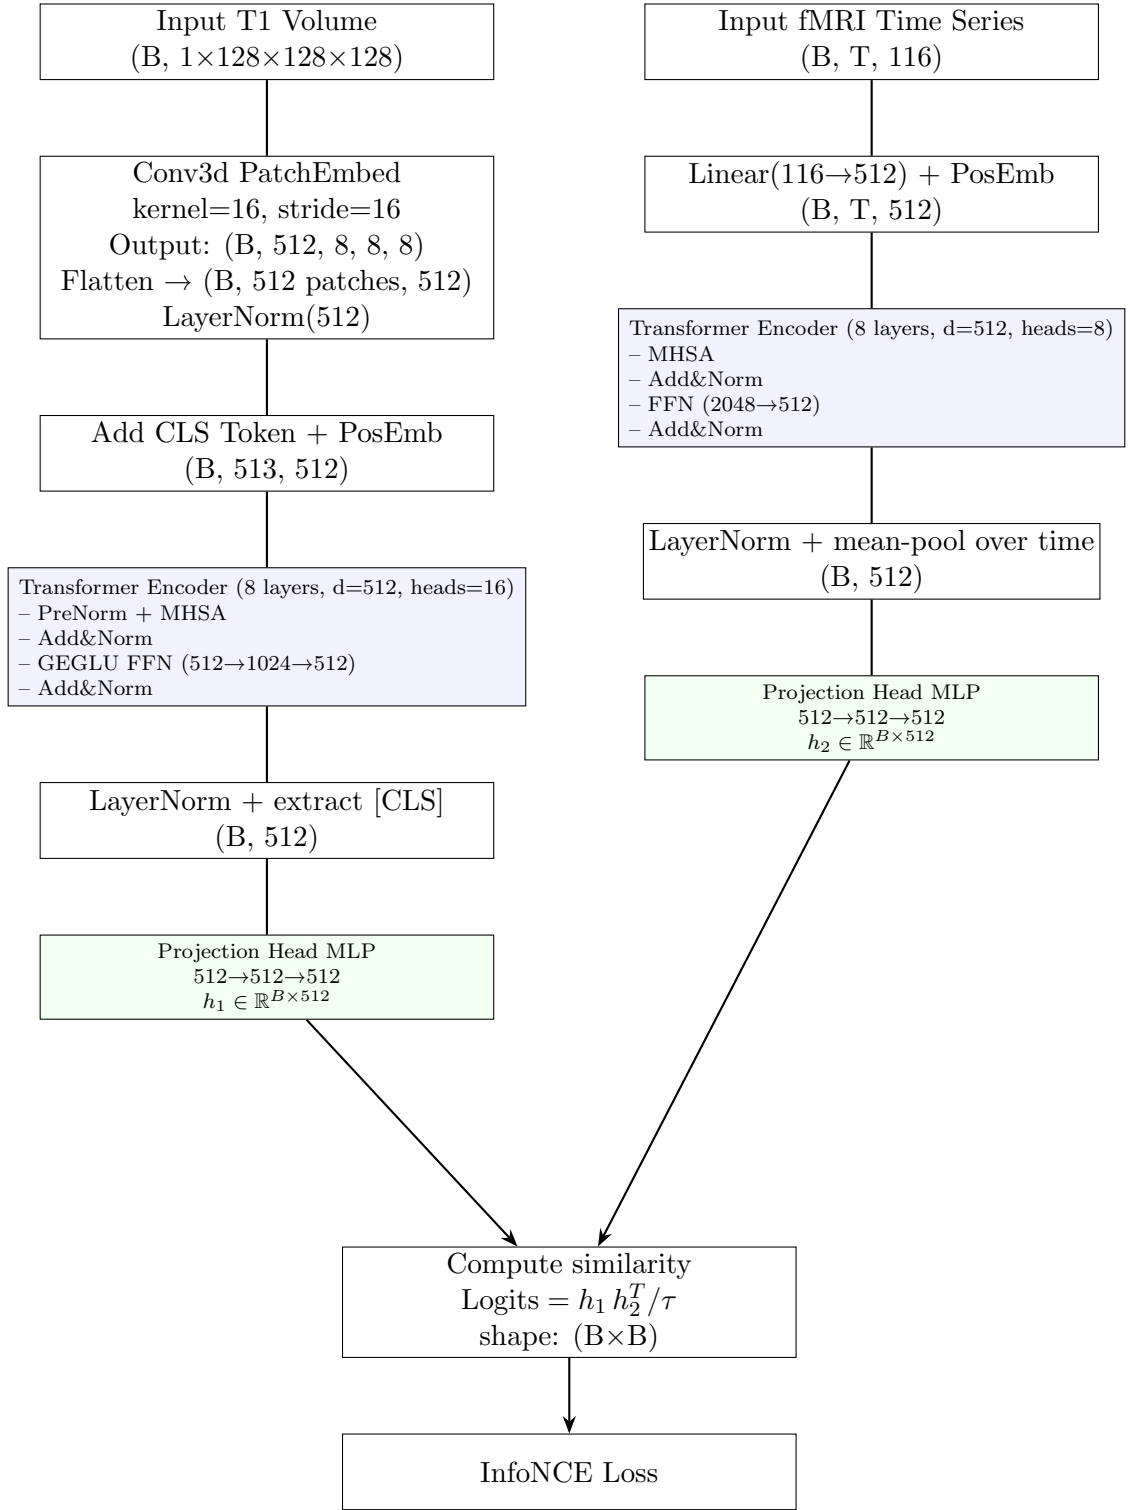 Input T1 Volume
(B, 1×128×128×128)
Conv3d PatchEmbed
kernel=16, stride=16
Output: (B, 512, 8, 8, 8)
Flatten → (B, 512 patches, 512)
LayerNorm(512)
Add CLS Token + PosEmb
(B, 513, 512)
Transformer Encoder (8 layers, d=512, heads=16)
– PreNorm + MHSA
– Add&Norm
– GEGLU FFN (512→1024→512)
– Add&Norm
LayerNorm + extract [CLS]
(B, 512)
Projection Head MLP
512→512→512
h₁ ∈ ℝ^{B×512}
Input fMRI Time Series
(B, T, 116)
Linear(116→512) + PosEmb
(B, T, 512)
Transformer Encoder (8 layers, d=512, heads=8)
– MHSA
– Add&Norm
– FFN (2048→512)
– Add&Norm
LayerNorm + mean-pool over time
(B, 512)
Projection Head MLP
512→512→512
h₂ ∈ ℝ^{B×512}
Compute similarity
Logits = h₁ h₂ᵀ/τ
shape: (B×B)
InfoNCE Loss